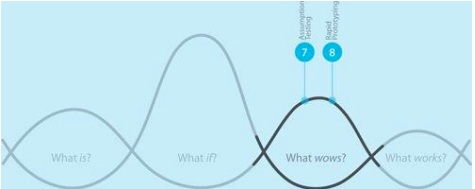 Assumption
Testing
Rapid
Prototyping
7
8
What is?
What if?
What wows?
What works?